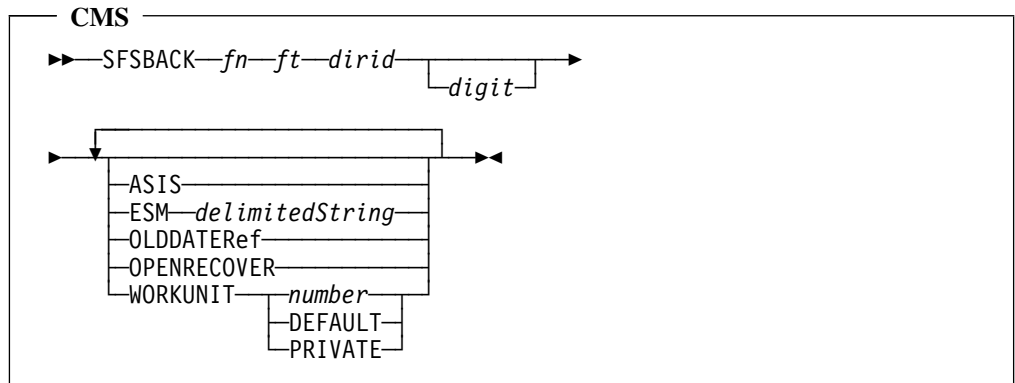 CMS
SFSBACK fn ft dirid
digit
ASIS
ESM delimitedString
OLDDATERef
OPENRECOVER
WORKUNIT number
DEFAULT
PRIVATE